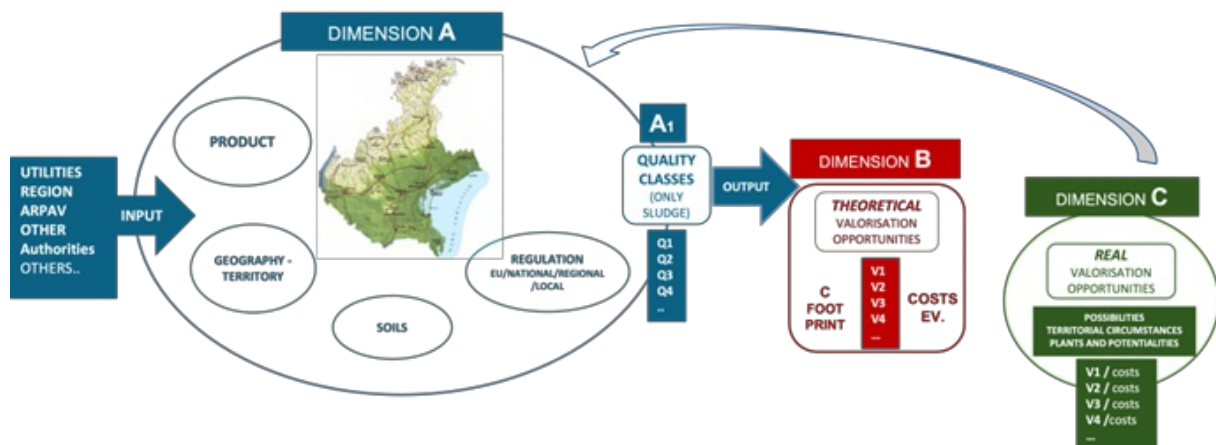 DIMENSION A
UTILITIES
REGION
ARPAV
OTHER
Authorities
OTHERS..
INPUT
PRODUCT
GEOGRAPHY -
TERRITORY
SOILS
REGULATION
EU/NATIONAL/REGIONAL
/LOCAL
A1
QUALITY
CLASSES
(ONLY
SLUDGE)
Q1
Q2
Q3
Q4
..
OUTPUT
DIMENSION B
THEORETICAL
VALORISATION
OPPORTUNITIES
C
FOOT
PRINT
V1
V2
V3
V4
...
COSTS
EV.
DIMENSION C
REAL
VALORISATION
OPPORTUNITIES
POSSIBILITIES
TERRITORIAL CIRCUMSTANCES
PLANTS AND POTENTIALITIES
V1 / costs
V2 / costs
V3 / costs
V4 /costs
...